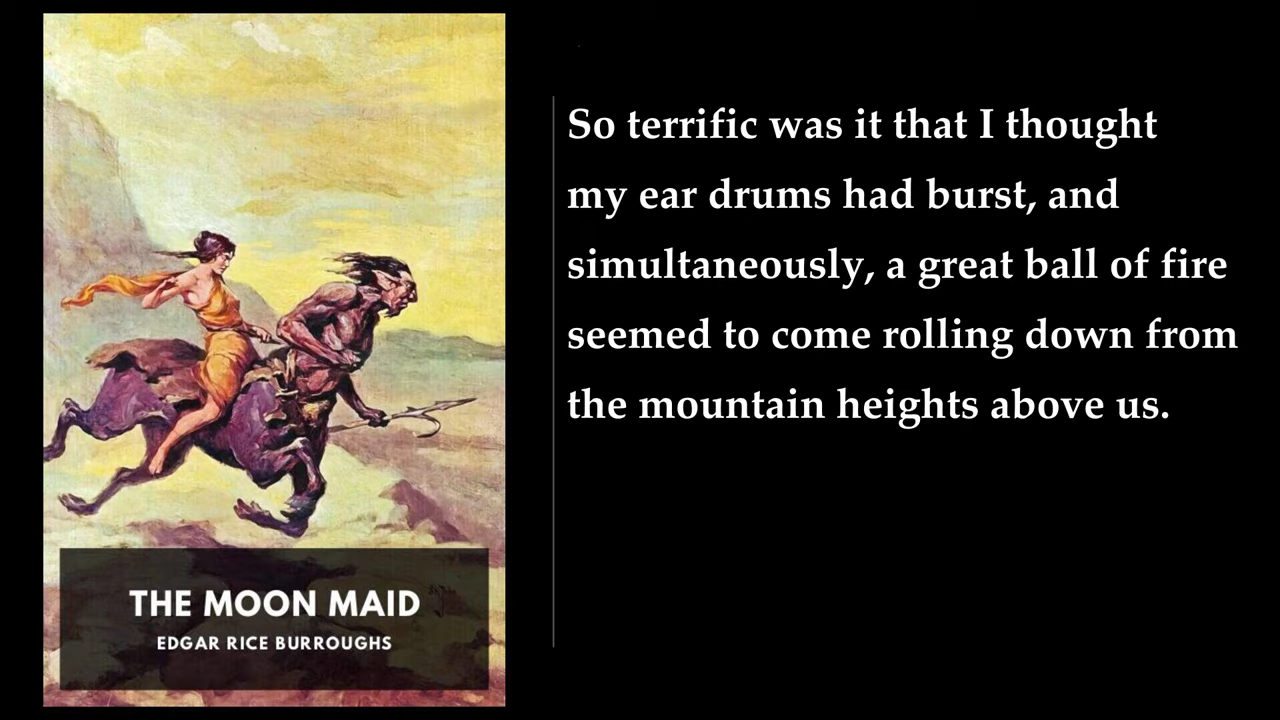 So terrific was it that I thought
my ear drums had burst, and
simultaneously, a great ball of fire
seemed to come rolling down from
the mountain heights above us.
THE MOON MAID
EDGAR RICE BURROUGHS